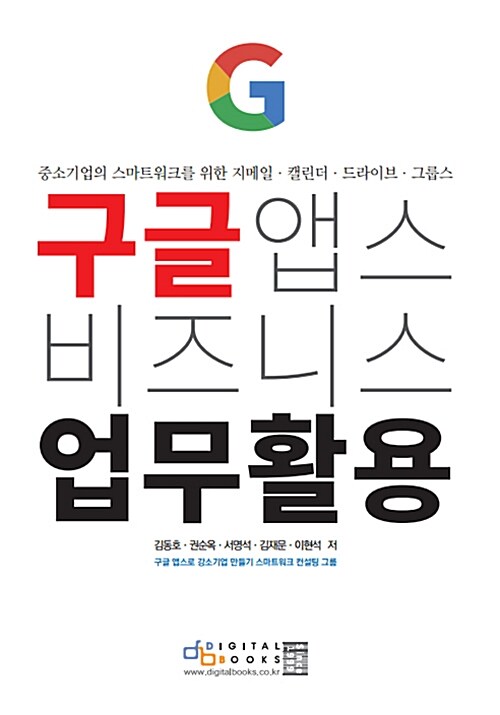 G
중소기업의 스마트워크를 위한 지메일 · 캘린더 · 드라이브 · 그룹스
구글앱스
비즈니스
업무활용
김동호 · 권순옥 · 서명석 · 김재문 · 이현석 저
구글 앱스로 강소기업 만들기 스마트워크 컨설팅 그룹
DIGITAL
BOOKS
www.digitalbooks.co.kr